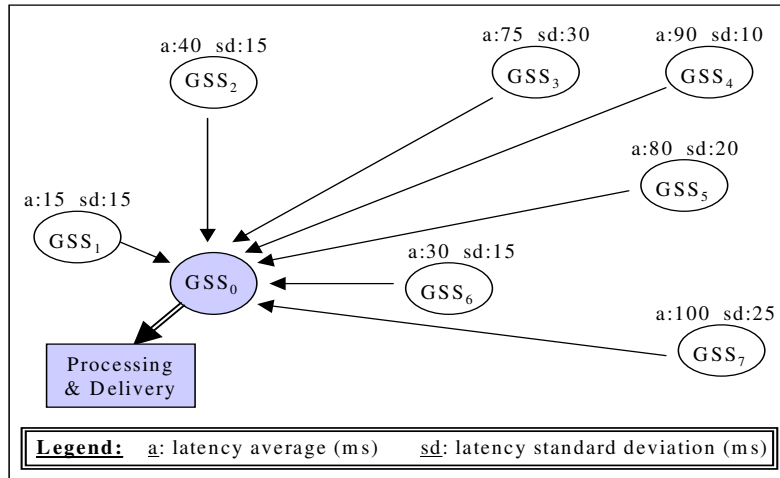 a:40 sd:15
GSS₂
a:75 sd:30
GSS₃
a:90 sd:10
GSS₄
a:80 sd:20
GSS₅
a:15 sd:15
GSS₁
GSS₀
a:30 sd:15
GSS₆
a:100 sd:25
GSS₇
Processing
& Delivery
Legend: a: latency average (ms) sd: latency standard deviation (ms)